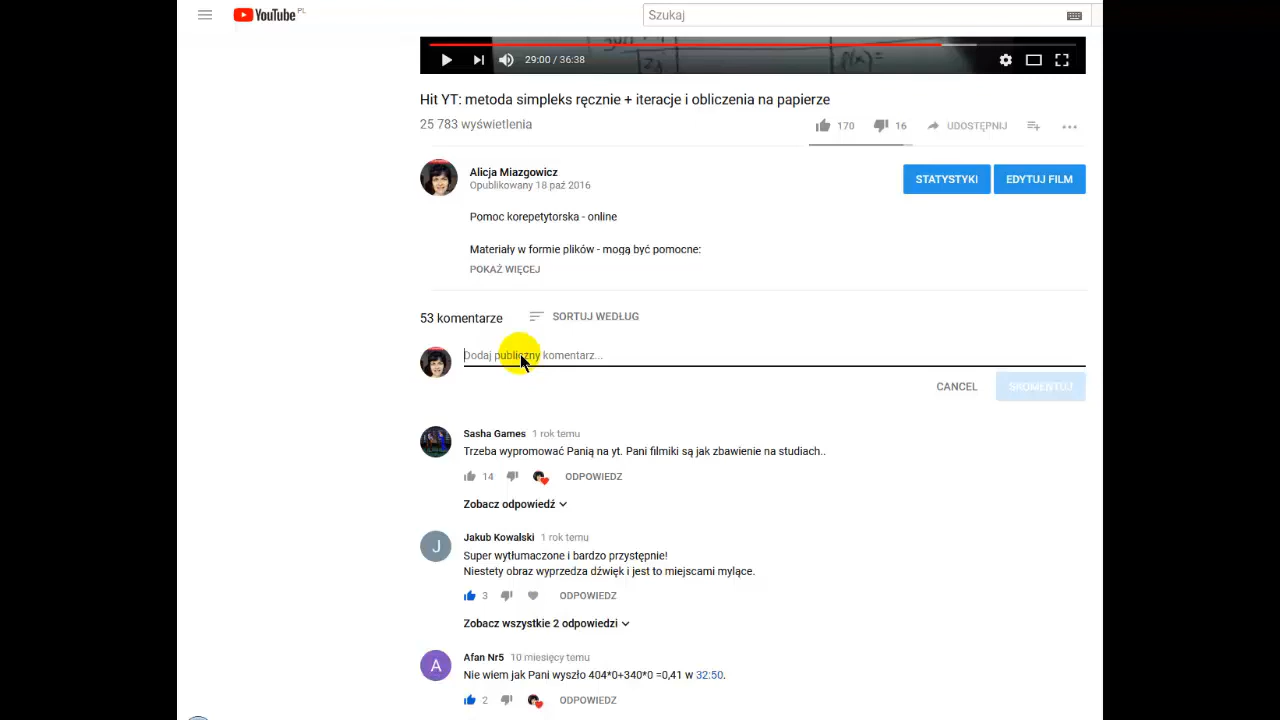 YouTube PL
Szukaj
29:00 / 36:38
Hit YT: metoda simpleks ręcznie + iteracje i obliczenia na papierze
25 783 wyświetlenia
170 16 UDOSTĘPNIJ
Alicja Miazgowicz
Opublikowany 18 paź 2016
STATYSTYKI EDYTUJ FILM
Pomoc korepetytorska - online
Materiały w formie plików - mogą być pomocne:
POKAŻ WIĘCEJ
53 komentarze SORTUJ WEDŁUG
Dodaj publiczny komentarz...
CANCEL SKOMENTUJ
Sasha Games 1 rok temu
Trzeba wypromować Panią na yt. Pani filmiki są jak zbawienie na studiach..
14 ODPOWIEDZ
Zobacz odpowiedź
J Jakub Kowalski 1 rok temu
Super wytłumaczone i bardzo przystępnie!
Niestety obraz wyprzedza dźwięk i jest to miejscami mylące.
3 ODPOWIEDZ
Zobacz wszystkie 2 odpowiedzi
A Afan Nr5 10 miesięcy temu
Nie wiem jak Pani wyszło 404*0+340*0 =0,41 w 32:50.
2 ODPOWIEDZ